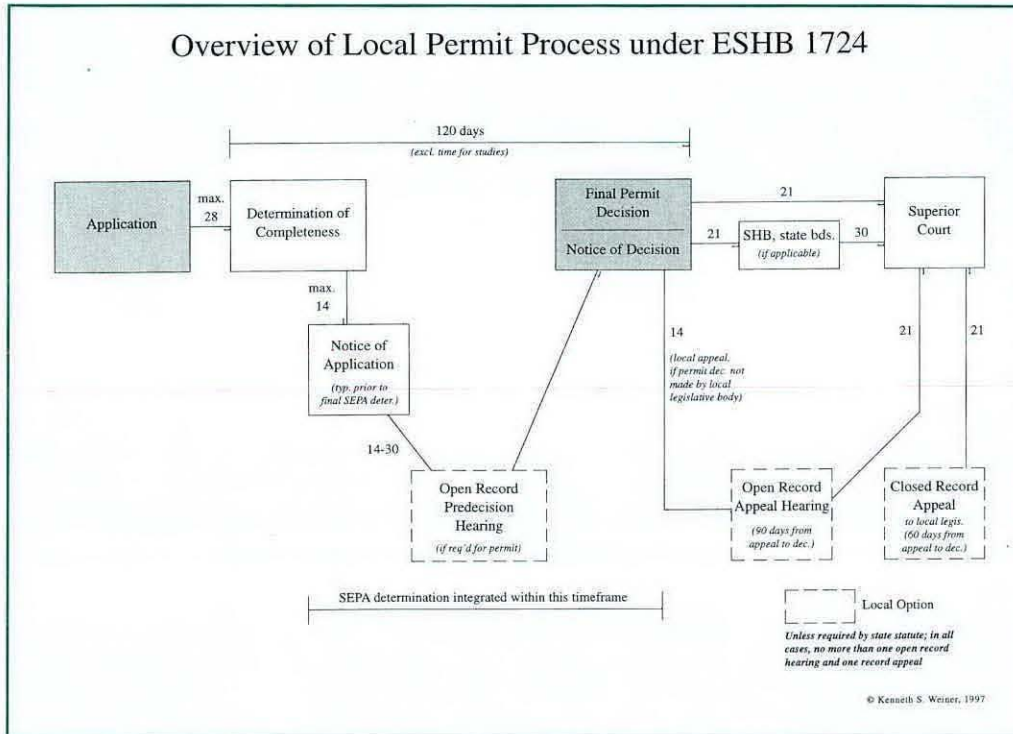 Overview of Local Permit Process under ESHB 1724
120 days
(excl. time for studies)
Application
max.
28
Determination of
Completeness
Final Permit
Decision
Notice of Decision
21
21
SHB, state bds.
(if applicable)
30
Superior
Court
max.
14
Notice of
Application
(typ. prior to
final SEPA deter.)
14-30
Open Record
Predecision
Hearing
(if req'd for permit)
14
(local appeal,
if permit dec. not
made by local
legislative body)
21
21
Open Record
Appeal Hearing
(90 days from
appeal to dec.)
Closed Record
Appeal
to local legis.
(60 days from
appeal to dec.)
SEPA determination integrated within this timeframe
Local Option
Unless required by state statute; in all
cases, no more than one open record
hearing and one record appeal
© Kenneth S. Weiner, 1997